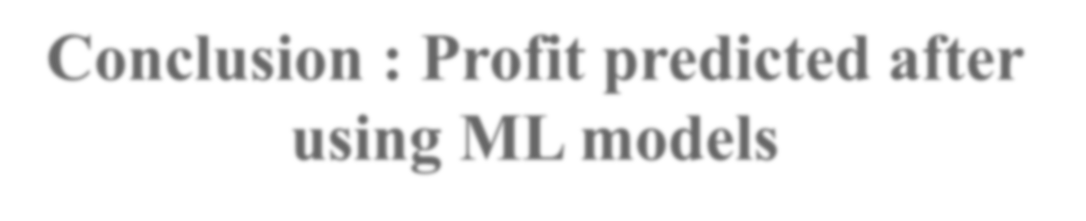 Conclusion : Profit predicted after
using ML models